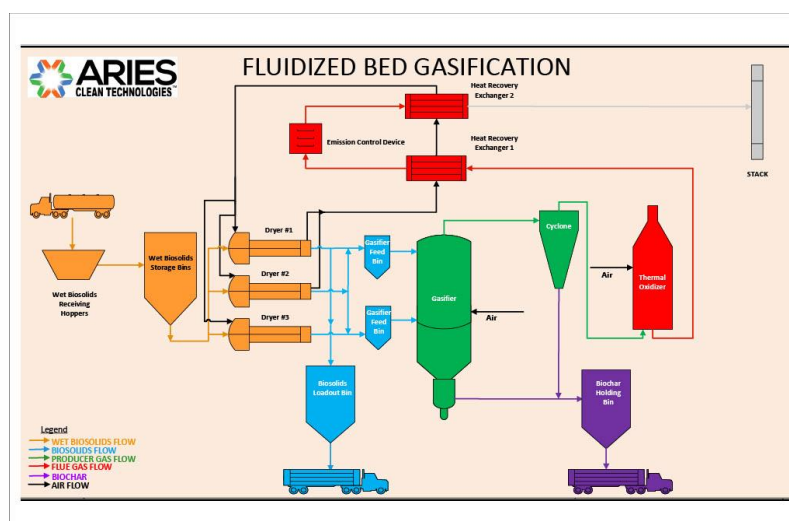 ARIES
CLEAN TECHNOLOGIES™
FLUIDIZED BED GASIFICATION
Heat Recovery
Exchanger 2
Emission Control Device
Heat Recovery
Exchanger 1
STACK
Dryer #1
Wet Biosolids
Storage Bins
Gasifier
Feed
Bin
Cyclone
Dryer #2
Gasifier
Air
Thermal
Oxidizer
Wet Biosolids
Receiving
Hoppers
Dryer #3
Gasifier
Feed
Bin
Air
Biosolids
Loadout Bin
Biochar
Holding
Bin
Legend
WET BIOSOLIDS FLOW
BIOSOLIDS FLOW
PRODUCER GAS FLOW
FLUE GAS FLOW
BIOCHAR
AIR FLOW